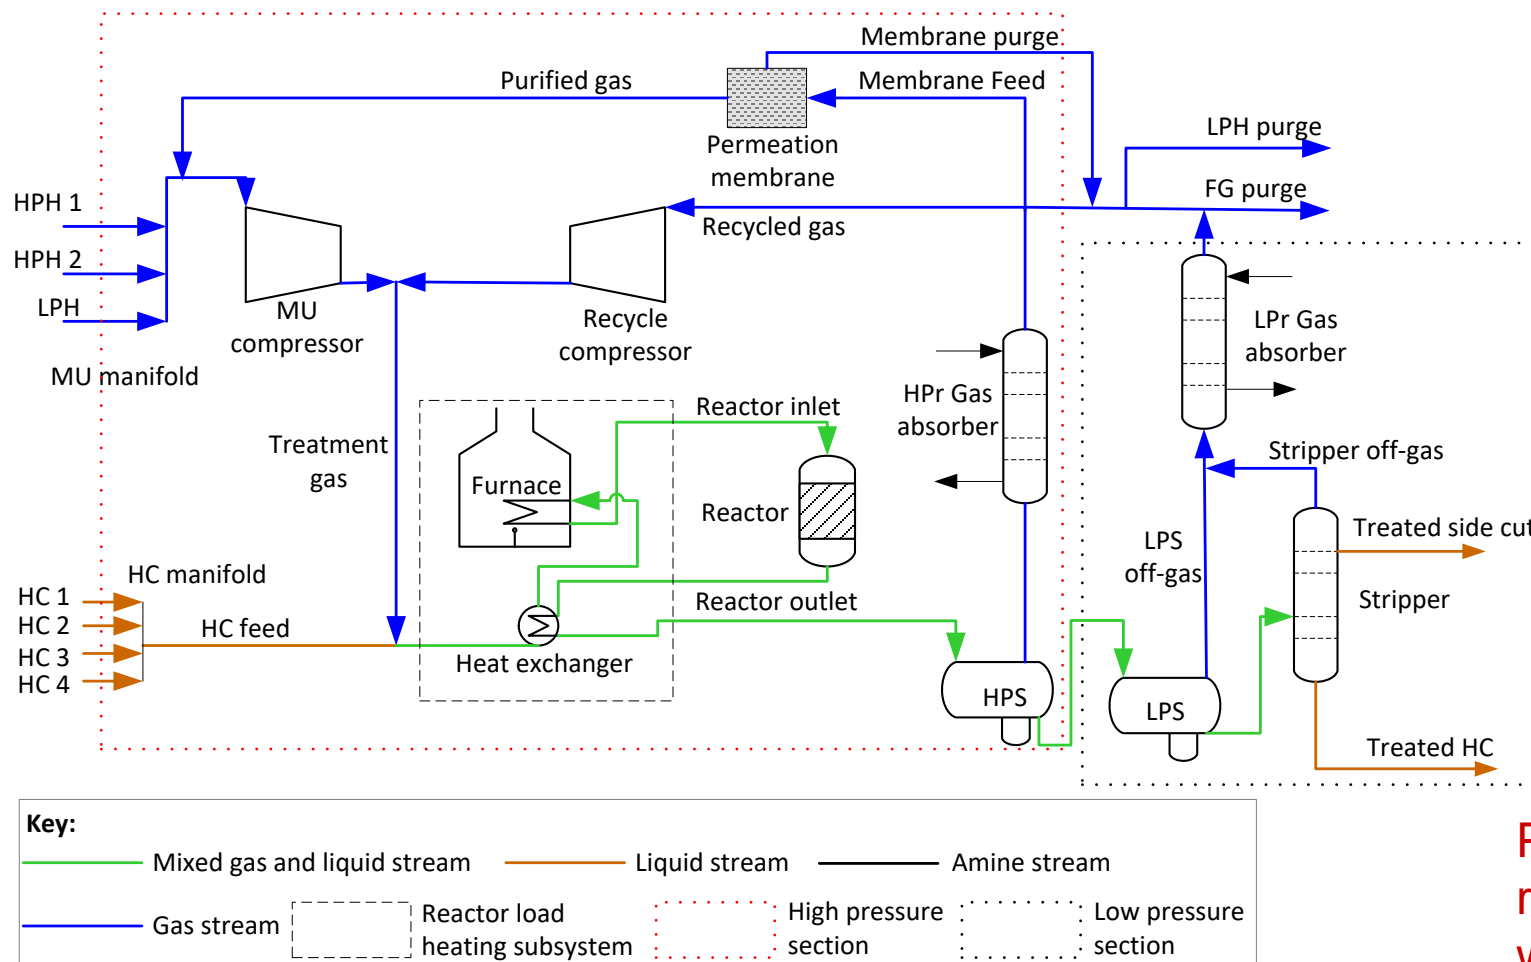 Membrane purge
Purified gas
Membrane Feed
LPH purge
Permeation
membrane
FG purge
HPH 1
Recycled gas
HPH 2
LPH
MU
compressor
Recycle
compressor
LPr Gas
absorber
MU manifold
HPr Gas
absorber
Reactor inlet
Treatment
gas
Stripper off-gas
Furnace
Reactor
Treated side cut
LPS
off-gas
HC manifold
HC 1
HC 2
HC 3
HC 4
HC feed
Reactor outlet
Stripper
Heat exchanger
HPS
LPS
Treated HC
Key:
Mixed gas and liquid stream
Liquid stream
Amine stream
Gas stream
Reactor load
heating subsystem
High pressure
section
Low pressure
section